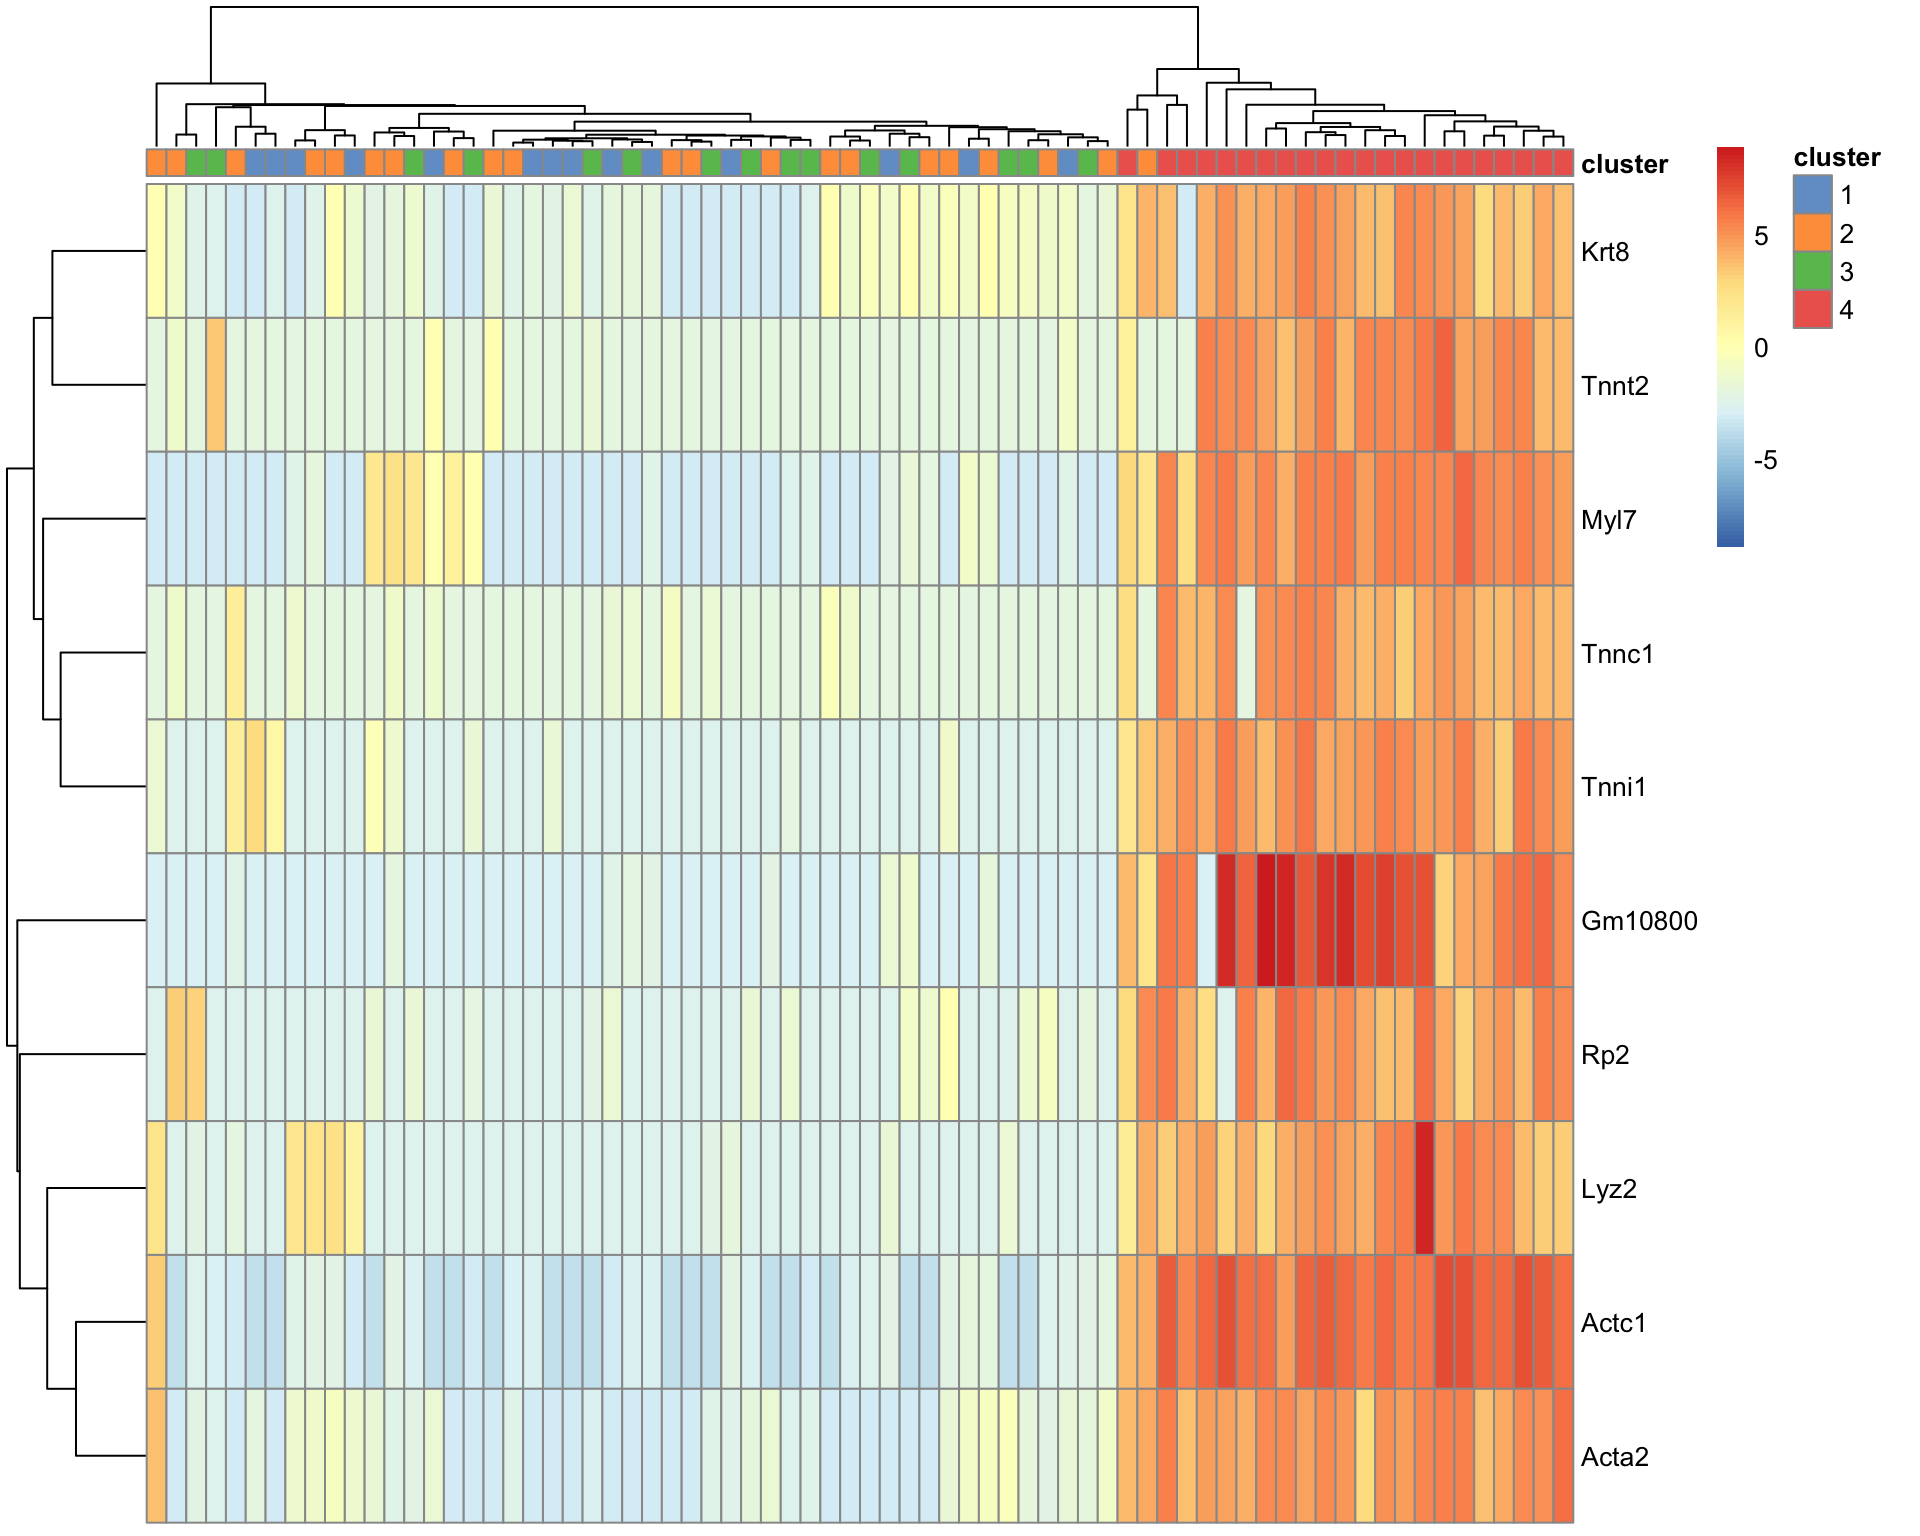 cluster
cluster
1
2
3
4
5
0
-5
Krt8
Tnnt2
Myl7
Tnnc1
Tnni1
Gm10800
Rp2
Lyz2
Actc1
Acta2